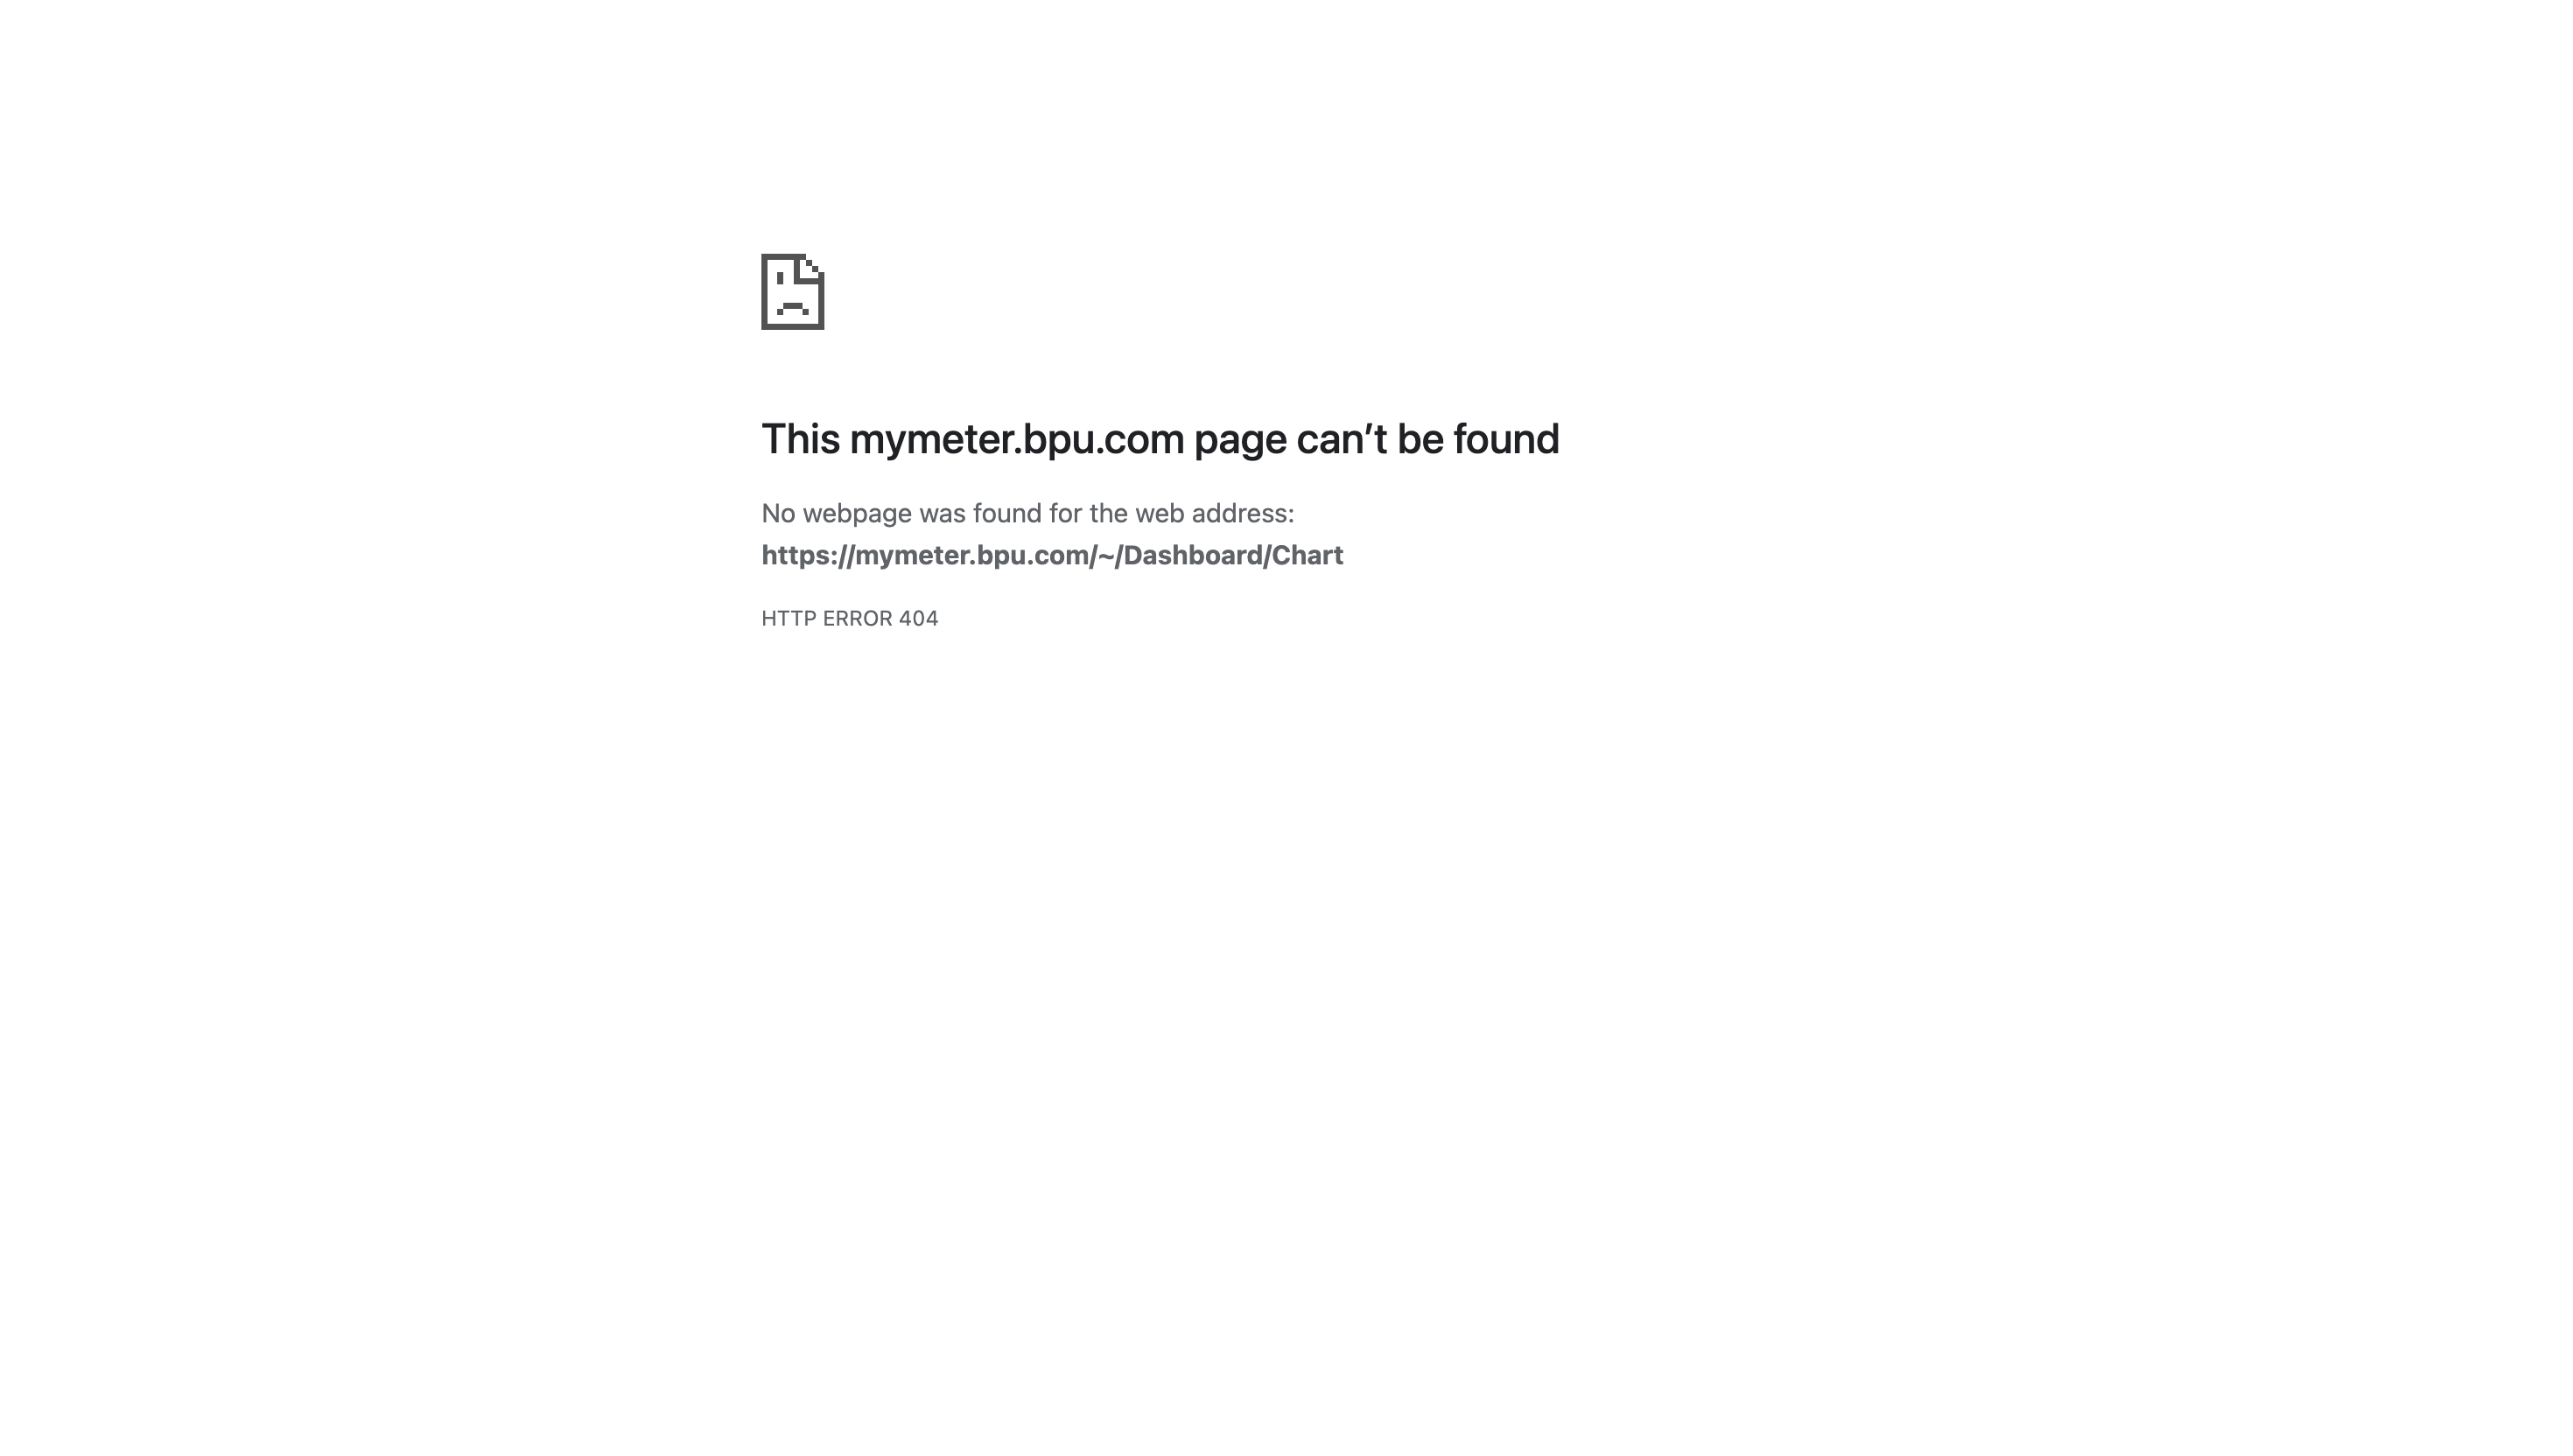 This mymeter.bpu.com page can’t be found
No webpage was found for the web address:
https://mymeter.bpu.com/~/Dashboard/Chart
HTTP ERROR 404